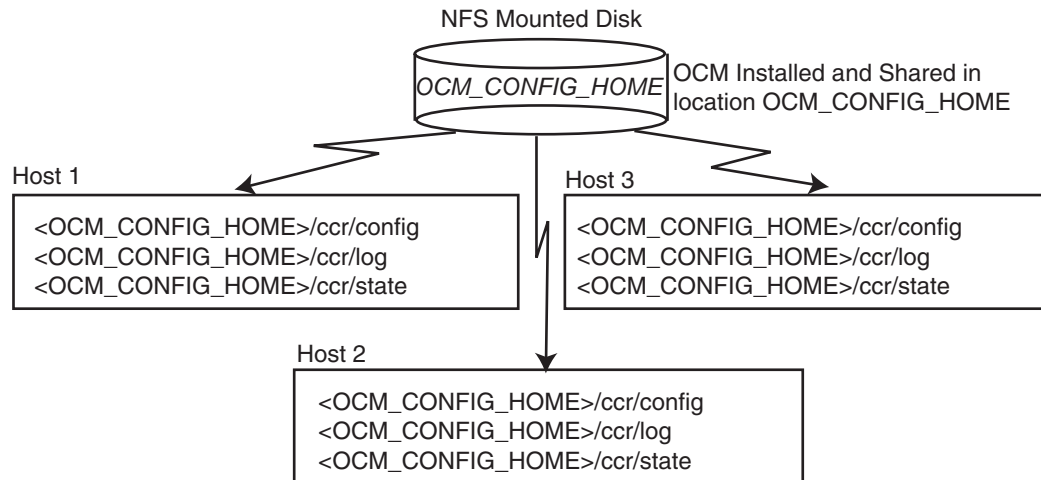 NFS Mounted Disk
OCM_CONFIG_HOME
OCM Installed and Shared in
location OCM_CONFIG_HOME
Host 1
<OCM_CONFIG_HOME>/ccr/config
<OCM_CONFIG_HOME>/ccr/log
<OCM_CONFIG_HOME>/ccr/state
Host 3
<OCM_CONFIG_HOME>/ccr/config
<OCM_CONFIG_HOME>/ccr/log
<OCM_CONFIG_HOME>/ccr/state
Host 2
<OCM_CONFIG_HOME>/ccr/config
<OCM_CONFIG_HOME>/ccr/log
<OCM_CONFIG_HOME>/ccr/state